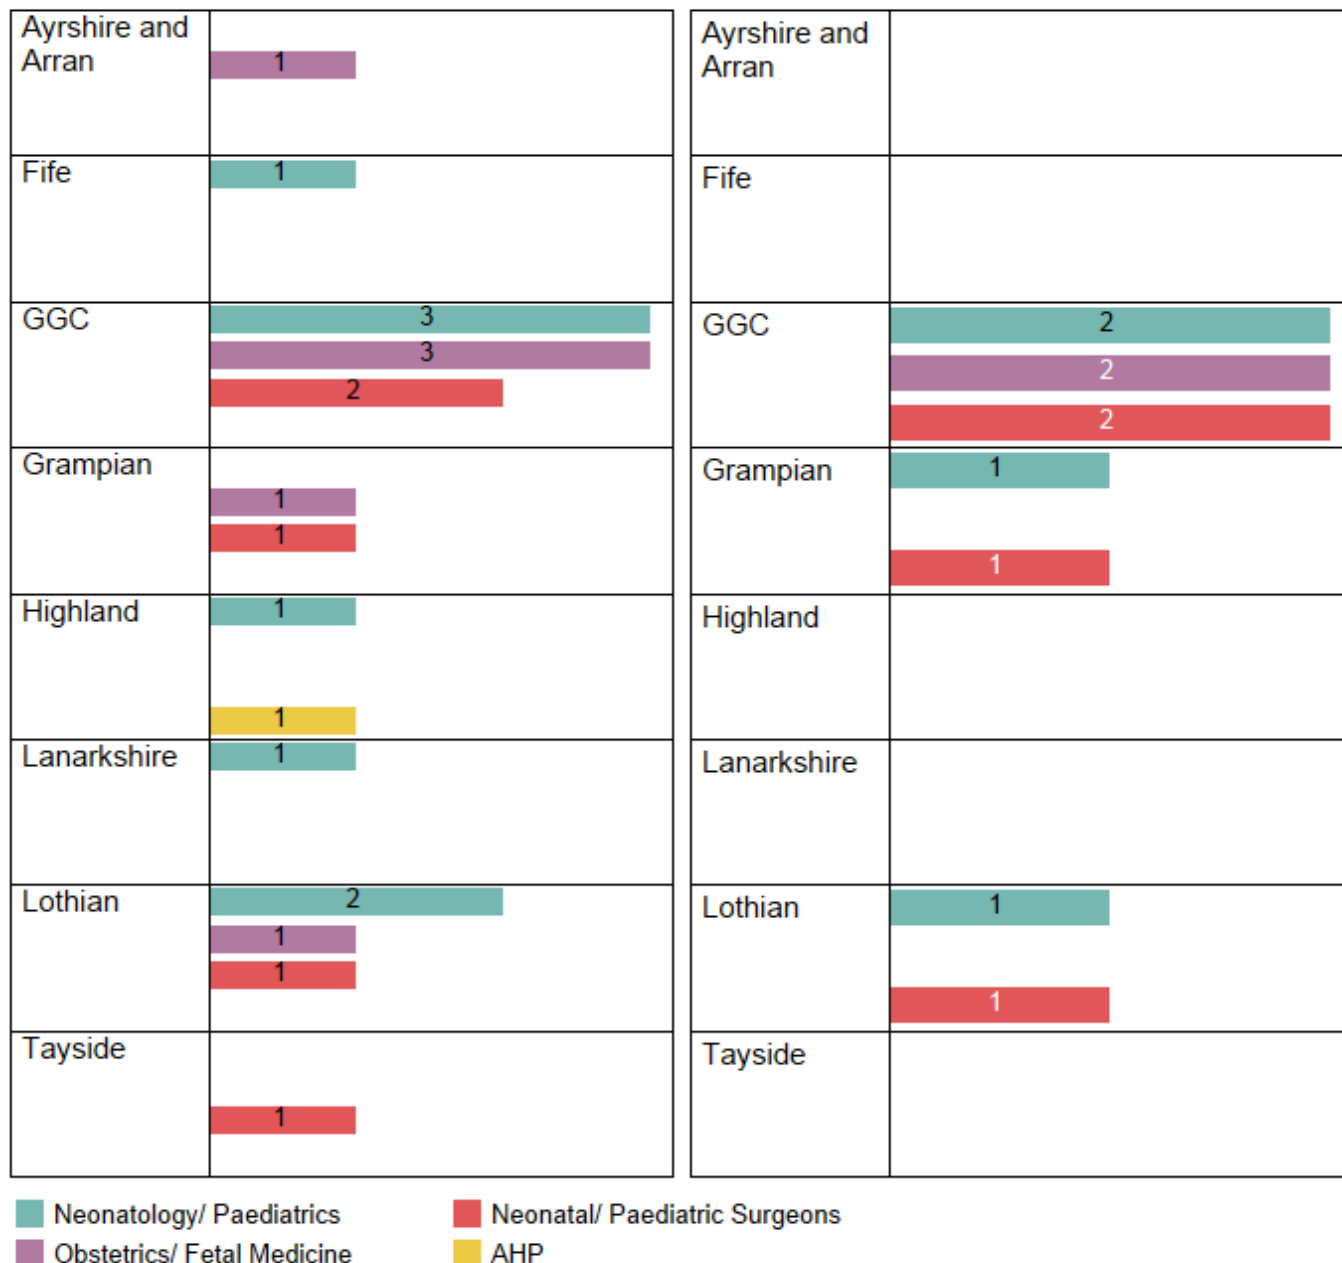 Ayrshire and
Arran
1
Fife
1
GGC
3
3
2
Grampian
1
1
Highland
1
1
Lanarkshire
1
Lothian
2
1
1
Tayside
1
Ayrshire and
Arran
Fife
GGC
2
2
2
Grampian
1
1
Highland
Lanarkshire
Lothian
1
1
Tayside
Neonatology/ Paediatrics
Neonatal/ Paediatric Surgeons
Obstetrics/ Fetal Medicine
AHP